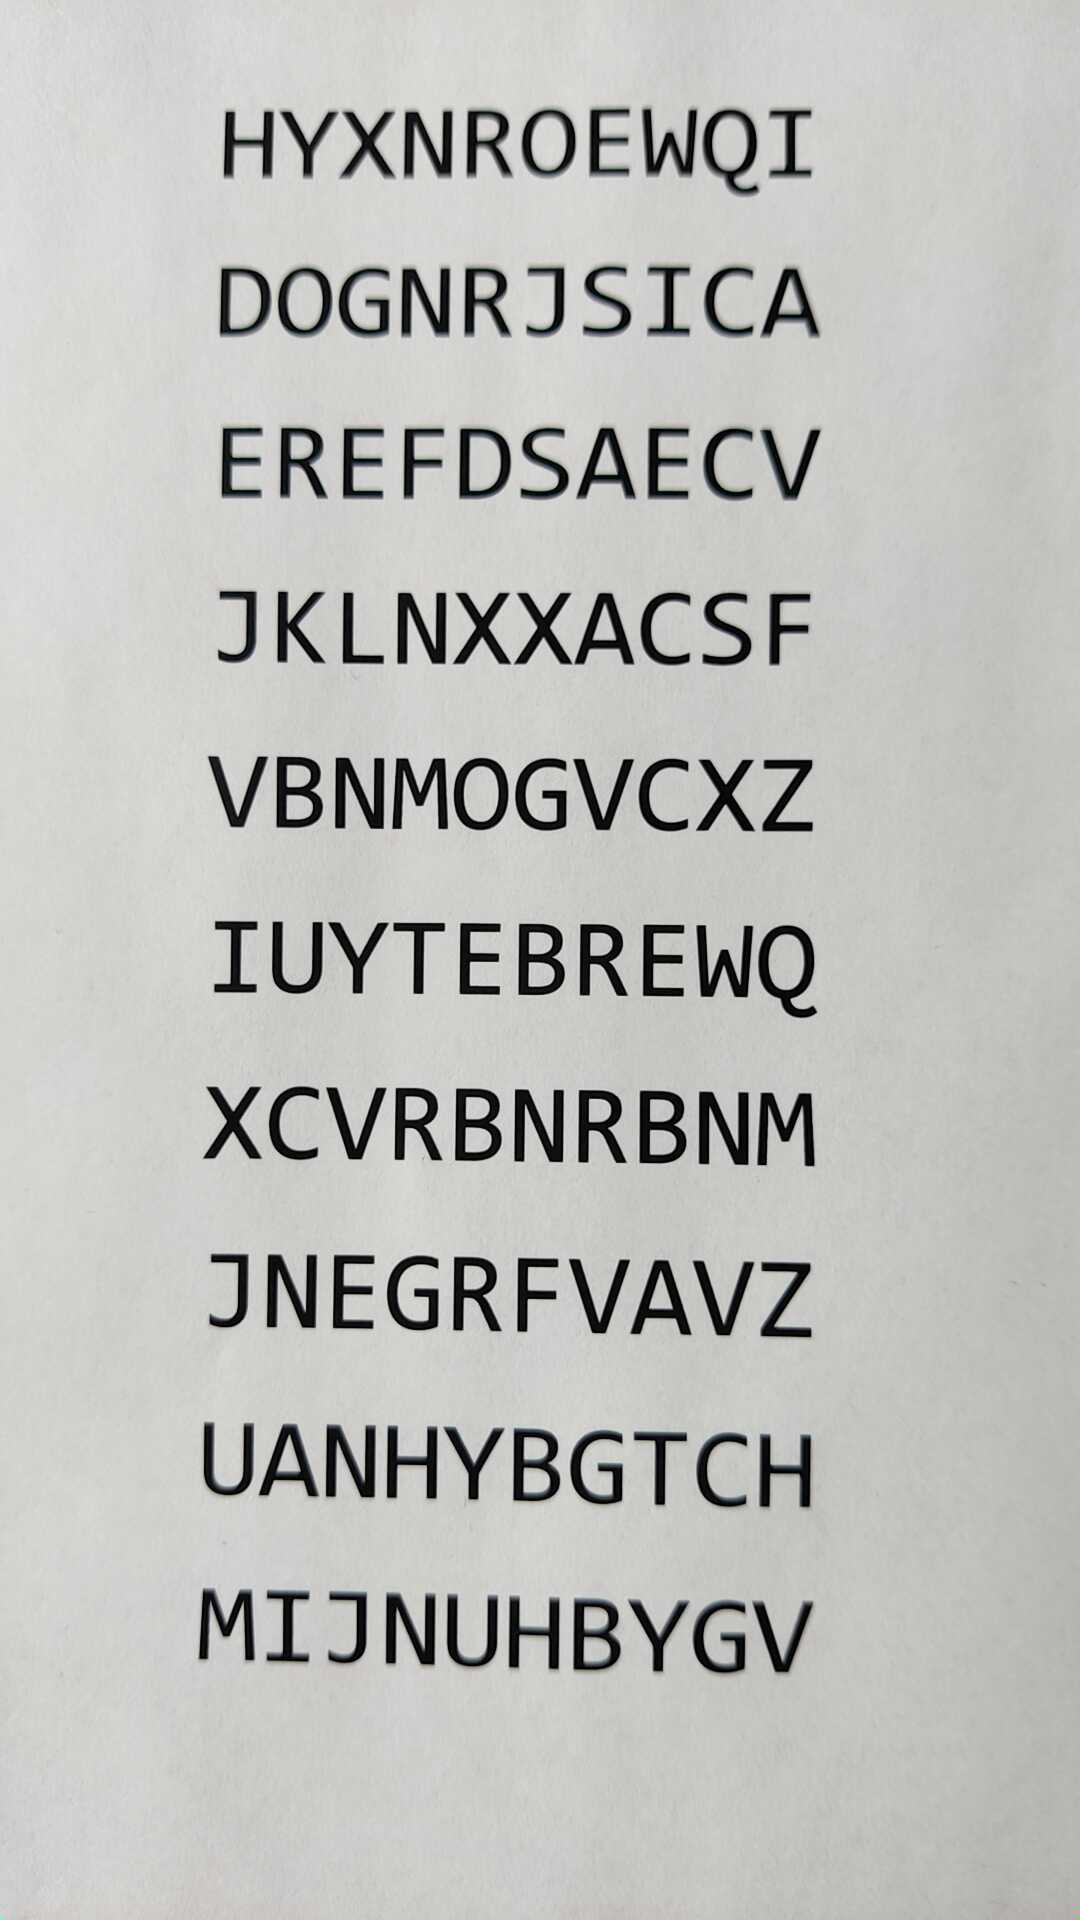 HYXNROEWQI
DOGNRJSICA
EREFDSAECV
JKLNXXACSF
VBNMOGVCXZ
IUYTEBREWQ
XCVRBNRBNM
JNEGRFVAVZ
UANHYBGTCH
MIJNUHBYGV